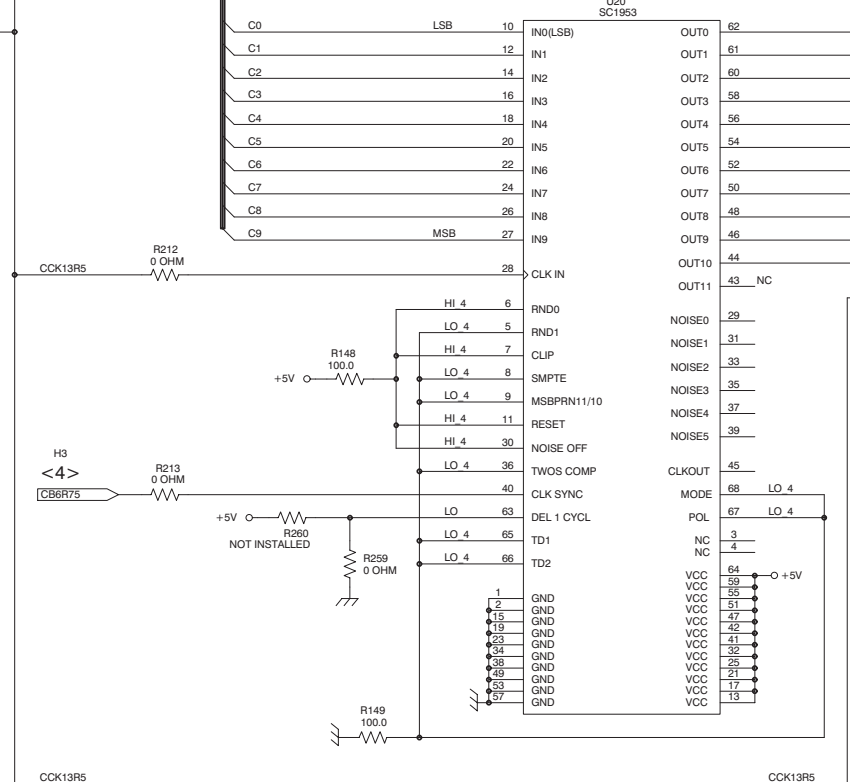 U20
SC1953
C0 LSB 10 IN0(LSB) OUT0 62
C1 12 IN1 OUT1 61
C2 14 IN2 OUT2 60
C3 16 IN3 OUT3 58
C4 18 IN4 OUT4 56
C5 20 IN5 OUT5 54
C6 22 IN6 OUT6 52
C7 24 IN7 OUT7 50
C8 26 IN8 OUT8 48
C9 MSB 27 IN9 OUT9 46
OUT10 44
R212
0 OHM
CCK13R5 28 CLK IN
OUT11 43 NC
HI_4 6 RND0
NOISE0 29
LO_4 5 RND1
NOISE1 31
R148
100.0
HI_4 7 CLIP
NOISE2 33
+5V LO_4 8 SMPTE
NOISE3 35
LO_4 9 MSBPRN11/10
NOISE4 37
HI_4 11 RESET
NOISE5 39
HI_4 30 NOISE OFF
H3
<4>
R213
0 OHM
LO_4 36 TWOS COMP CLKOUT 45
CB6R75 40 CLK SYNC MODE 68 LO_4
+5V LO 63 DEL 1 CYCL POL 67 LO_4
R260
NOT INSTALLED
LO_4 65 TD1 NC 3
NC 4
R259
0 OHM
LO_4 66 TD2
VCC 64 +5V
VCC 59
1 GND VCC 55
2 GND VCC 51
15 GND VCC 47
19 GND VCC 42
23 GND VCC 41
34 GND VCC 32
38 GND VCC 25
49 GND VCC 21
53 GND VCC 17
57 GND VCC 13
R149
100.0
CCK13R5 CCK13R5